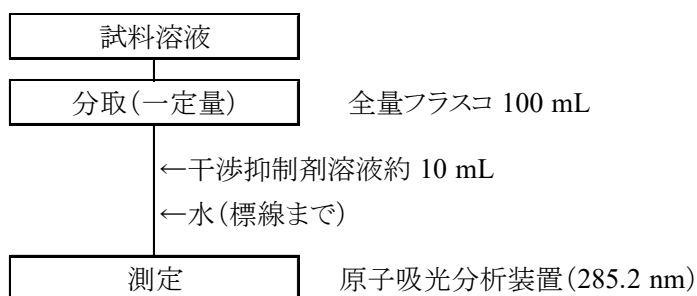 試料溶液
分取(一定量) 全量フラスコ 100 mL
←干渉抑制剤溶液約 10 mL
←水(標線まで)
測定 原子吸光分析装置(285.2 nm)